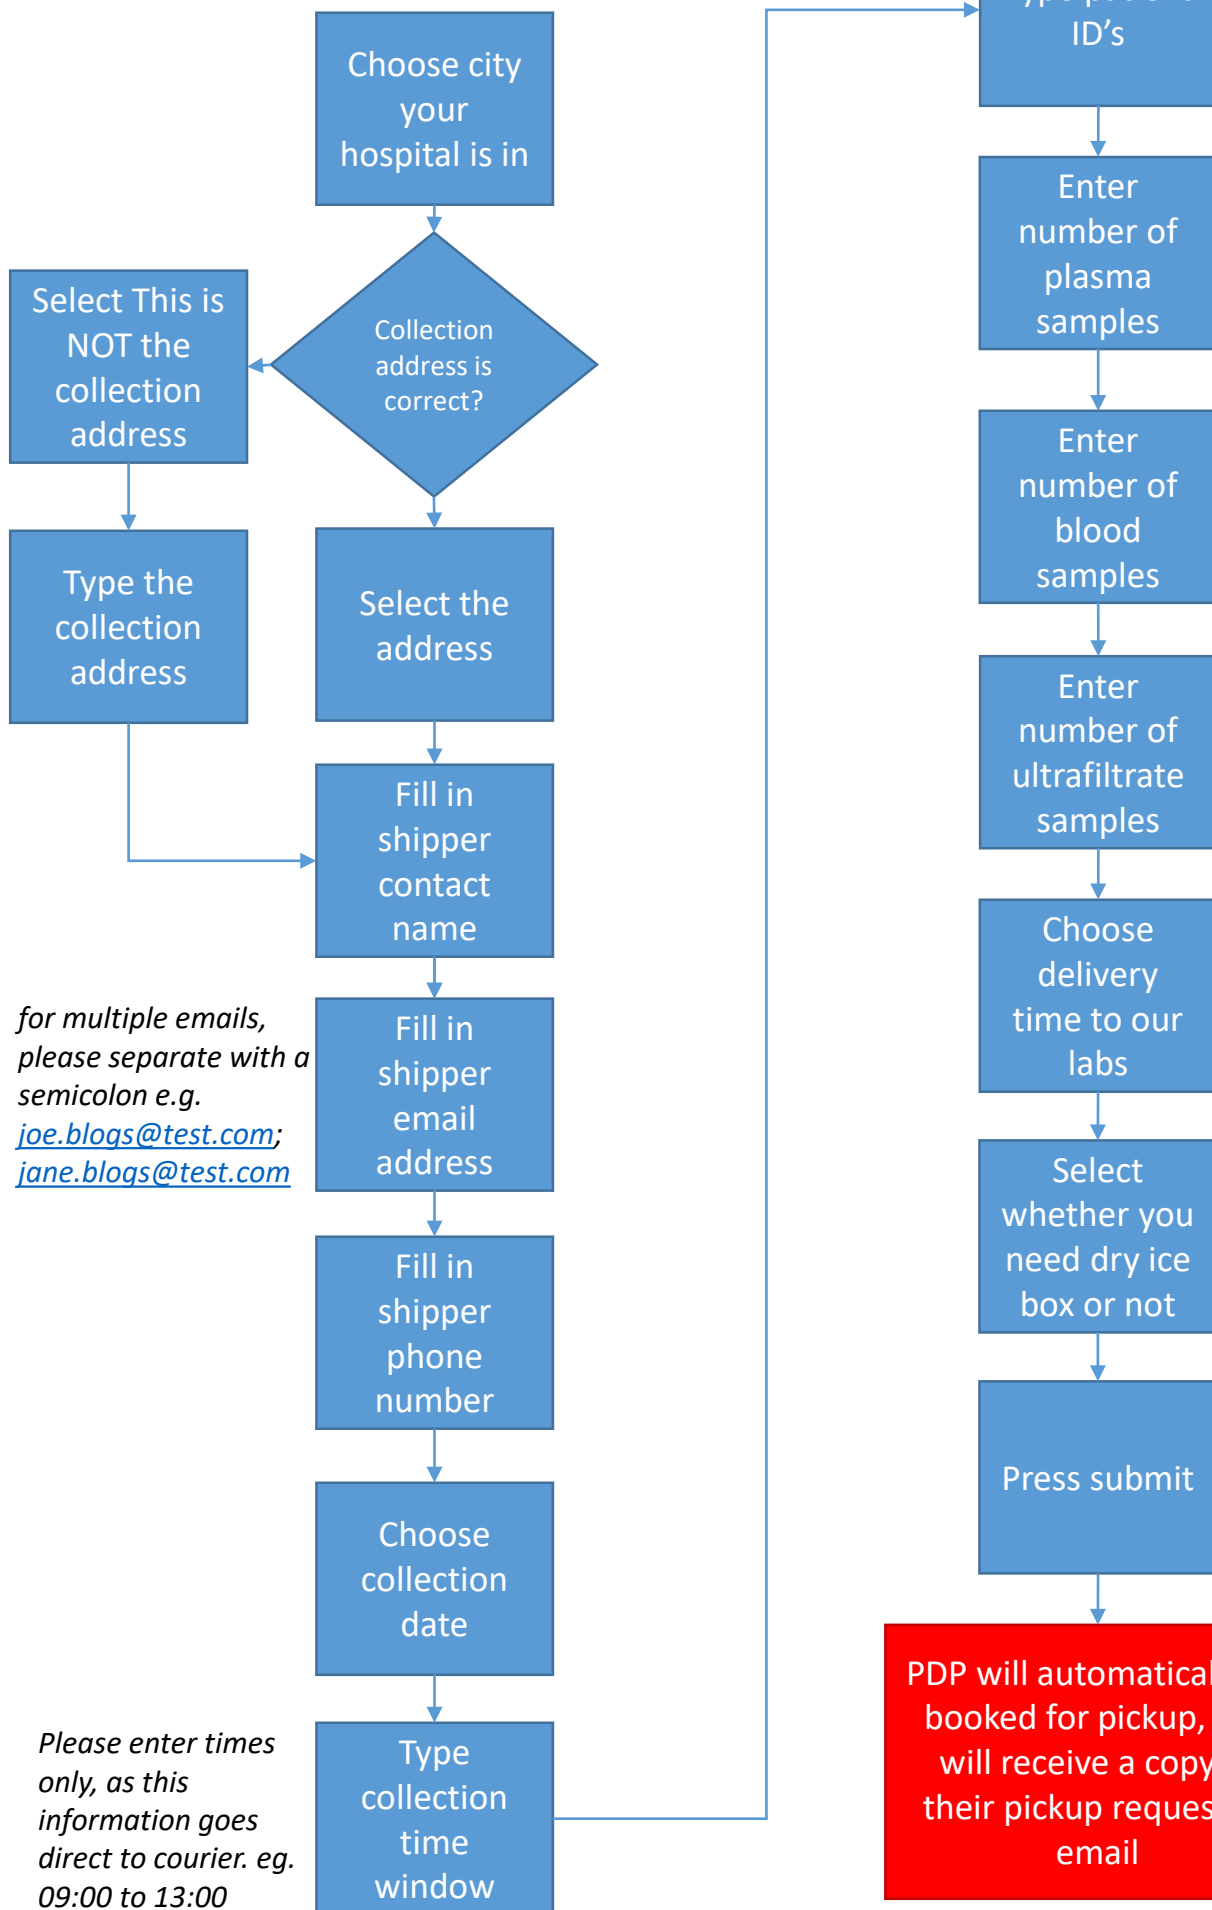 Choose city
your
hospital is in
Collection
address is
correct?
Select This is
NOT the
collection
address
Type the
collection
address
Select the
address
Fill in
shipper
contact
name
for multiple emails,
please separate with a
semicolon e.g.
joe.blogs@test.com;
jane.blogs@test.com
Fill in
shipper
email
address
Fill in
shipper
phone
number
Choose
collection
date
Please enter times
only, as this
information goes
direct to courier. eg.
09:00 to 13:00
Type
collection
time
window
ID's
Enter
number of
plasma
samples
Enter
number of
blood
samples
Enter
number of
ultrafiltrate
samples
Choose
delivery
time to our
labs
Select
whether you
need dry ice
box or not
Press submit
PDP will
booked for pickup,
will receive a copy
their pickup
email